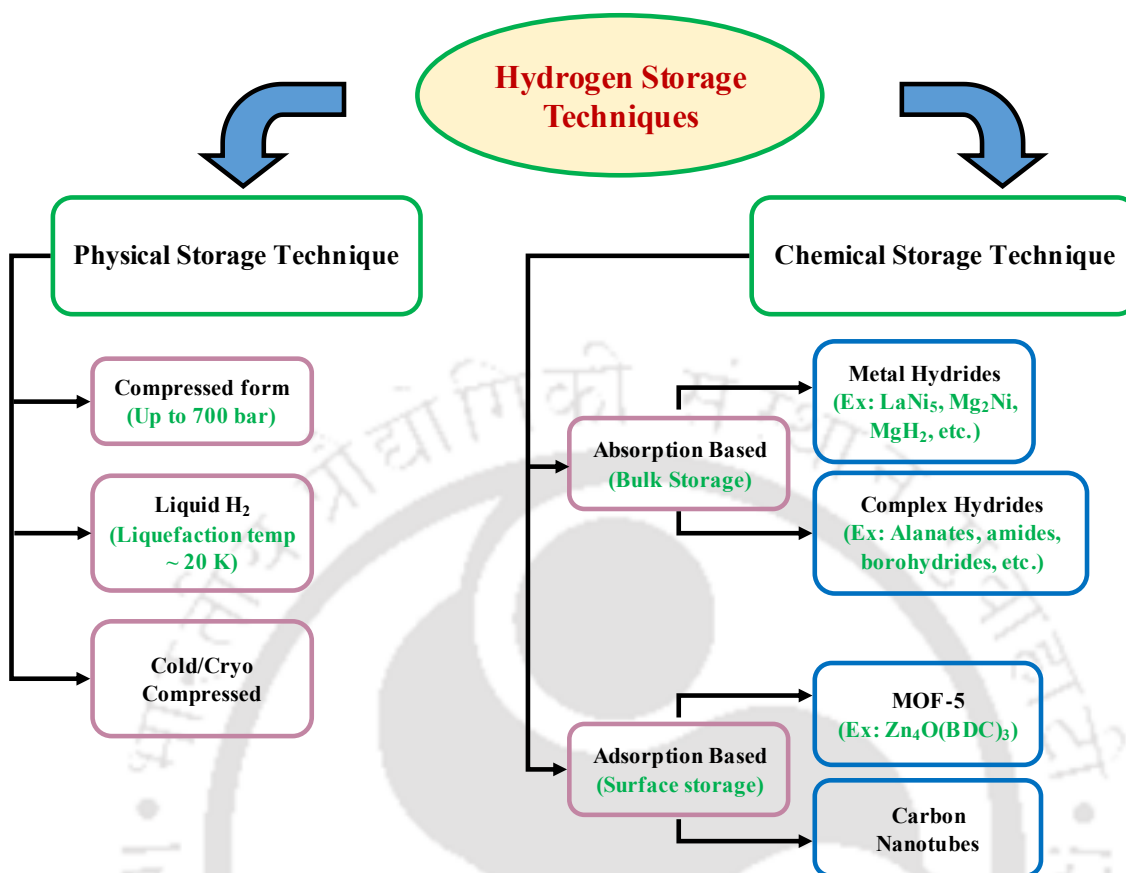 Hydrogen Storage
Techniques
Physical Storage Technique
Compressed form
(Up to 700 bar)
Liquid H₂
(Liquefaction temp
~ 20 K)
Cold/Cryo
Compressed
Chemical Storage Technique
Absorption Based
(Bulk Storage)
Metal Hydrides
(Ex: LaNi₅, Mg₂Ni,
MgH₂, etc.)
Complex Hydrides
(Ex: Alanates, amides,
borohydrides, etc.)
Adsorption Based
(Surface storage)
MOF-5
(Ex: Zn₄O(BDC)₃)
Carbon
Nanotubes